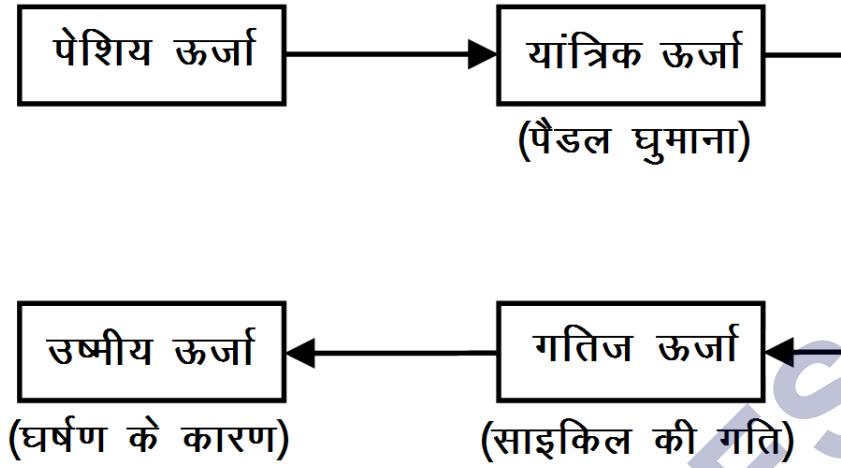 पेशिय ऊर्जा
यांत्रिक ऊर्जा
(पैडल घुमाना)
उष्मीय ऊर्जा
गतिज ऊर्जा
(घर्षण के कारण)
(साइकिल की गति)